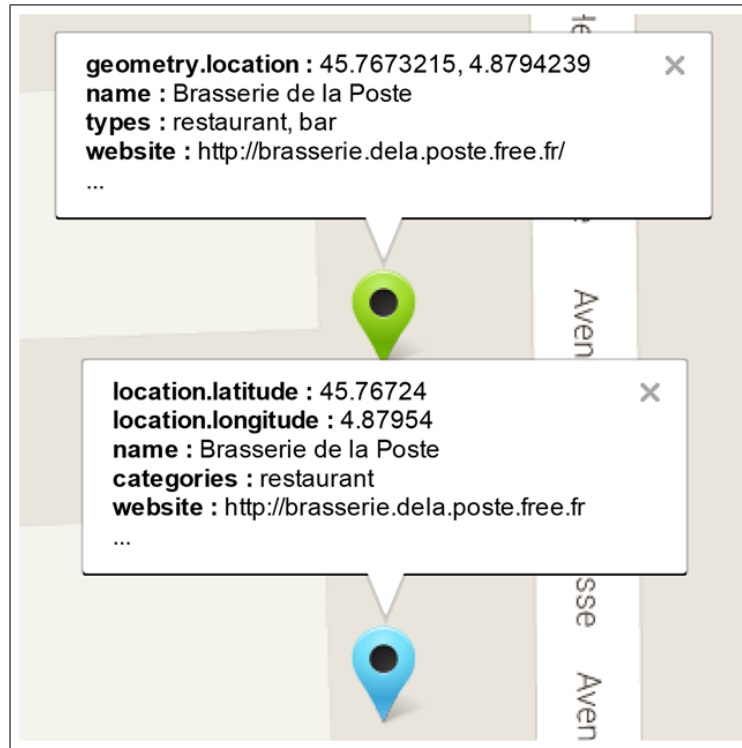 He
geometry.location : 45.7673215, 4.8794239
name : Brasserie de la Poste
types : restaurant, bar
website : http://brasserie.dela.poste.free.fr/
...
Aven
location.latitude : 45.76724
location.longitude : 4.87954
name : Brasserie de la Poste
categories : restaurant
website : http://brasserie.dela.poste.free.fr
...
sse
Aven